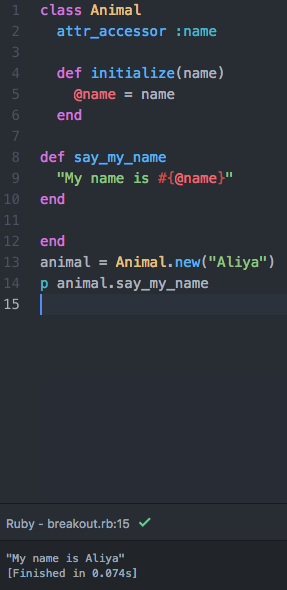 1 class Animal
2   attr_accessor :name
3
4   def initialize(name)
5     @name = name
6   end
7
8 def say_my_name
9   "My name is #{@name}"
10 end
11
12 end
13 animal = Animal.new("Aliya")
14 p animal.say_my_name
15
Ruby - breakout.rb:15 ✓
"My name is Aliya"
[Finished in 0.074s]